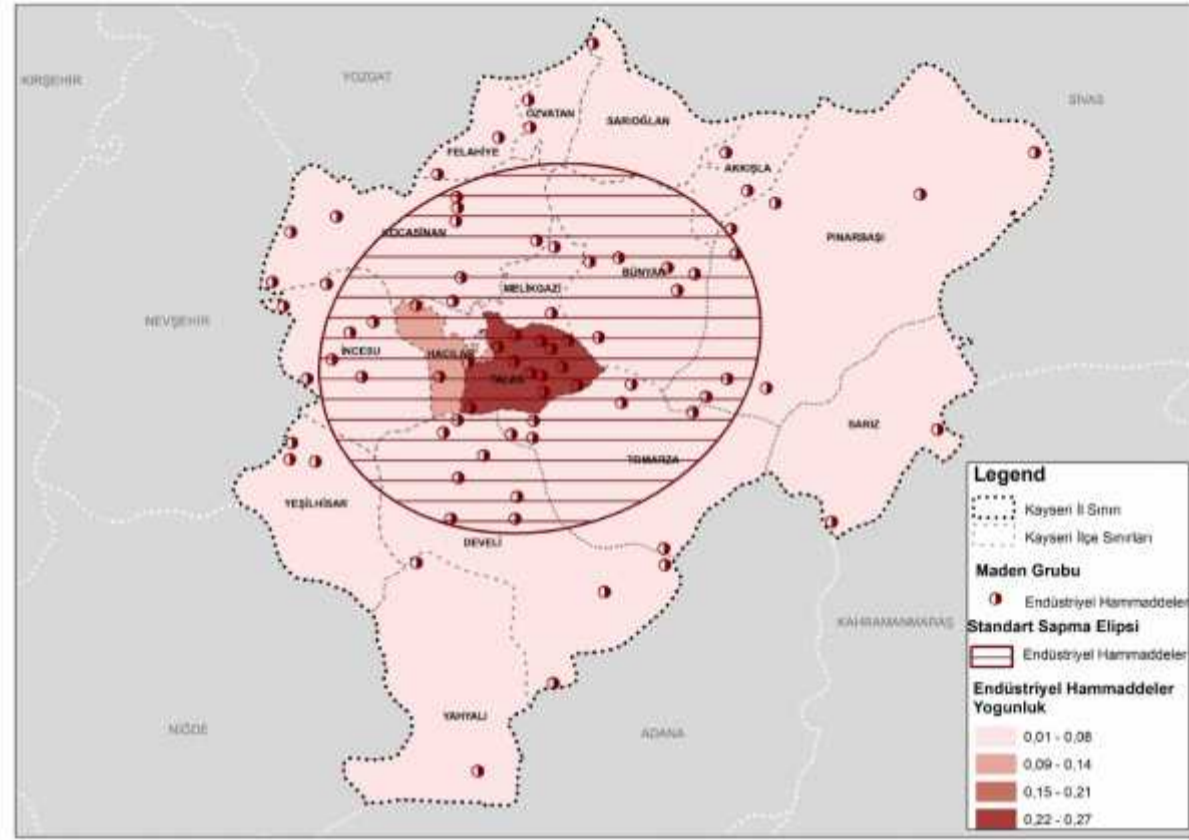 KIRŞEHİR
YOZGAT
SİVAS
ÖZVATAN
SARIOĞLAN
FELAHİYE
AKKIŞLA
KOCASİNAN
PINARBAŞI
BÜNYAN
MELİKGAZİ
NEVŞEHİR
İNCESU
HACILAR
TALAS
SARIZ
TOMARZA
YEŞİLHİSAR
DEVELİ
KAHRAMANMARAŞ
YAHYALI
NİĞDE
ADANA
Legend
Kayseri İl Sınırı
Kayseri İlçe Sınırları
Maden Grubu
Endüstriyel Hammaddeler
Standart Sapma Elipsi
Endüstriyel Hammaddeler
Endüstriyel Hammaddeler
Yogunluk
0,01 - 0,08
0,09 - 0,14
0,15 - 0,21
0,22 - 0,27